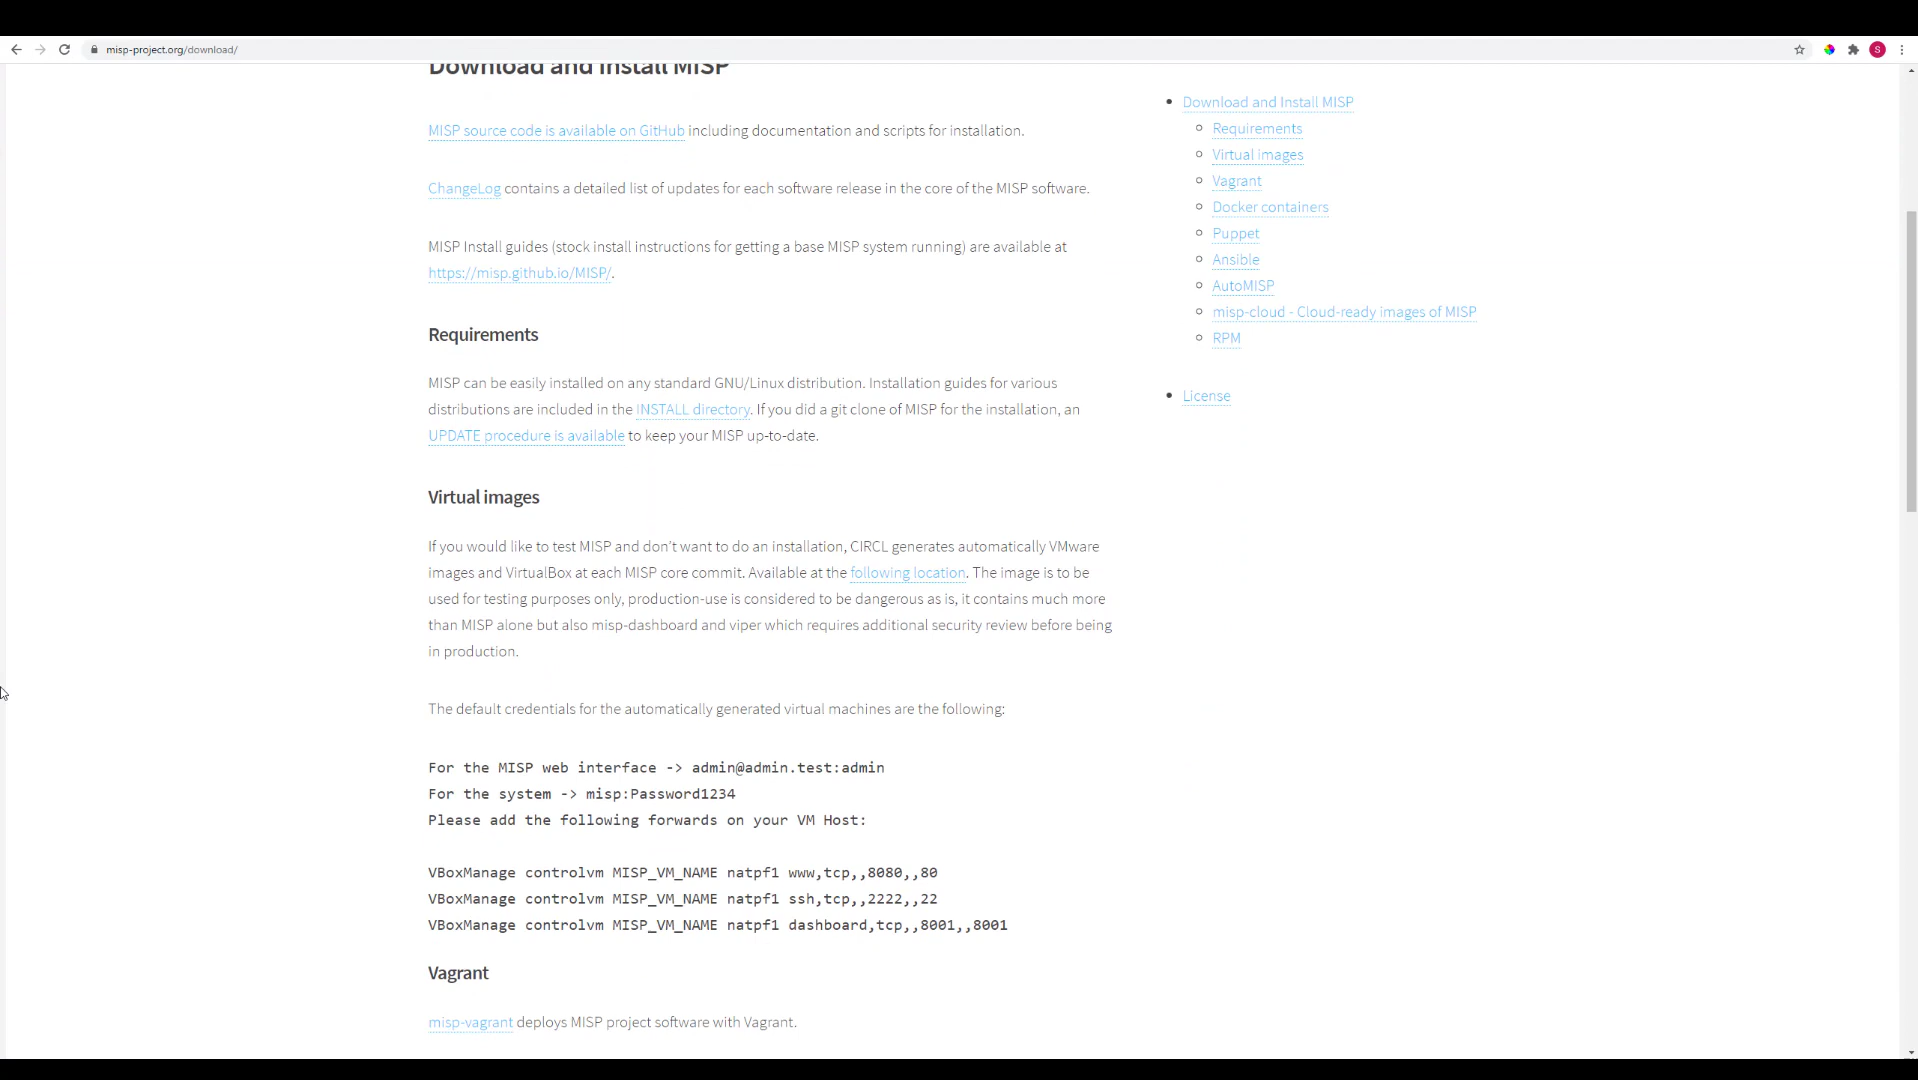 misp-project.org/download/
S
Download and Install MISP
MISP source code is available on GitHub including documentation and scripts for installation.
ChangeLog contains a detailed list of updates for each software release in the core of the MISP software.
MISP Install guides (stock install instructions for getting a base MISP system running) are available at
https://misp.github.io/MISP/.
Requirements
MISP can be easily installed on any standard GNU/Linux distribution. Installation guides for various
distributions are included in the INSTALL directory. If you did a git clone of MISP for the installation, an
UPDATE procedure is available to keep your MISP up-to-date.
Virtual images
If you would like to test MISP and don't want to do an installation, CIRCL generates automatically VMware
images and VirtualBox at each MISP core commit. Available at the following location. The image is to be
used for testing purposes only, production-use is considered to be dangerous as is, it contains much more
than MISP alone but also misp-dashboard and viper which requires additional security review before being
in production.
The default credentials for the automatically generated virtual machines are the following:
For the MISP web interface -> admin@admin.test:admin
For the system -> misp:Password1234
Please add the following forwards on your VM Host:
VBoxManage controlvm MISP_VM_NAME natpf1 www,tcp,,8080,,80
VBoxManage controlvm MISP_VM_NAME natpf1 ssh,tcp,,2222,,22
VBoxManage controlvm MISP_VM_NAME natpf1 dashboard,tcp,,8001,,8001
Vagrant
misp-vagrant deploys MISP project software with Vagrant.
Download and Install MISP
Requirements
Virtual images
Vagrant
Docker containers
Puppet
Ansible
AutoMISP
misp-cloud - Cloud-ready images of MISP
RPM
License